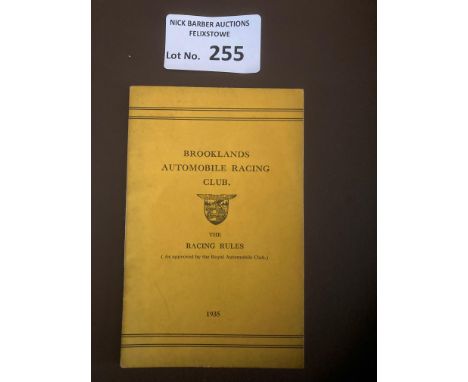 NICK BARBER AUCTIONS
FELIXSTOWE
Lot No. 255
BROOKLANDS
AUTOMOBILE RACING
CLUB.
THE
RACING RULES
(As approved by the Royal Automobile Club.)
1935